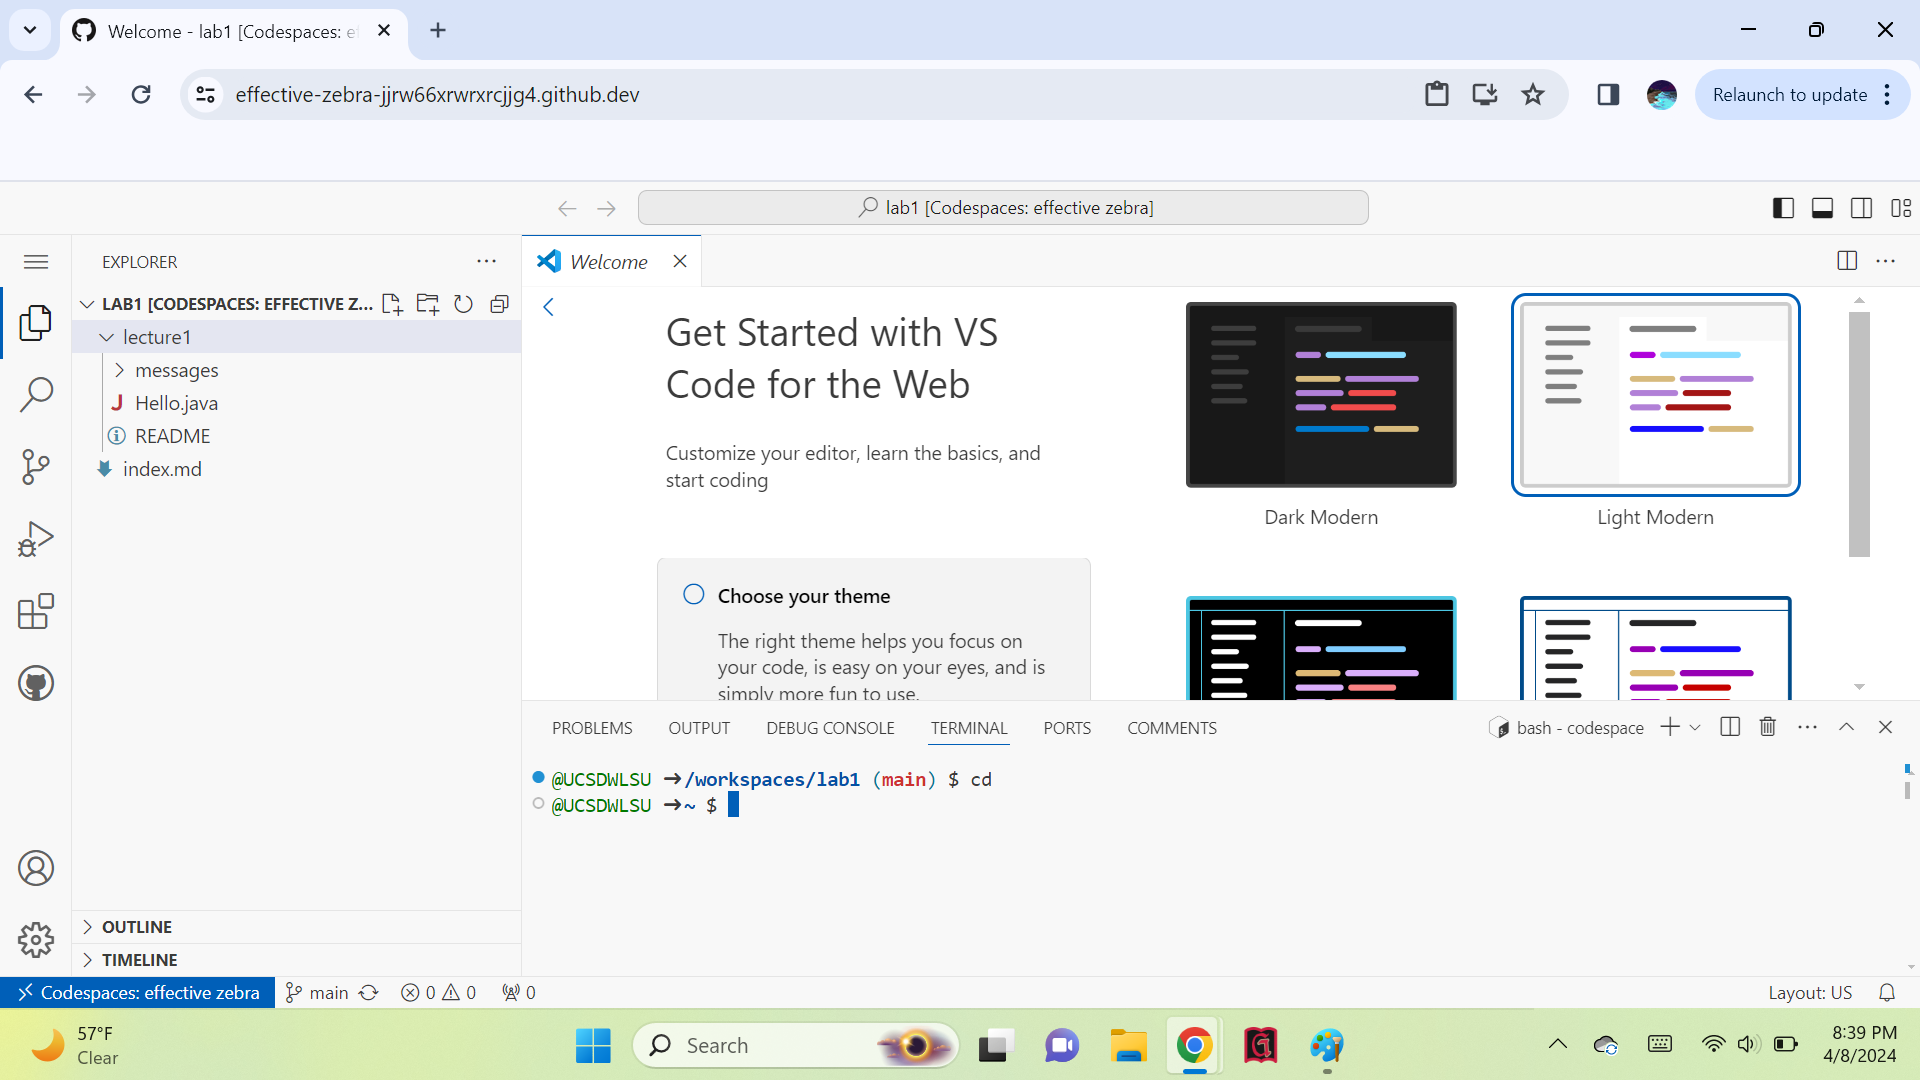 Welcome - lab1 [Codespaces: ef
effective-zebra-jjrw66xrwrxrcjjg4.github.dev
Relaunch to update
lab1 [Codespaces: effective zebra]
EXPLORER
LAB1 [CODESPACES: EFFECTIVE Z...
lecture1
messages
J Hello.java
README
index.md
OUTLINE
TIMELINE
Welcome
Get Started with VS
Code for the Web
Customize your editor, learn the basics, and
start coding
Choose your theme
The right theme helps you focus on
your code, is easy on your eyes, and is
simply more fun to use.
Dark Modern
Light Modern
PROBLEMS OUTPUT DEBUG CONSOLE TERMINAL PORTS COMMENTS
bash - codespace
@UCSDWLSU ➜/workspaces/lab1 (main) $ cd
@UCSDWLSU ➜~ $
Codespaces: effective zebra main 0 0 0
Layout: US
57°F
Clear
Search
8:39 PM
4/8/2024